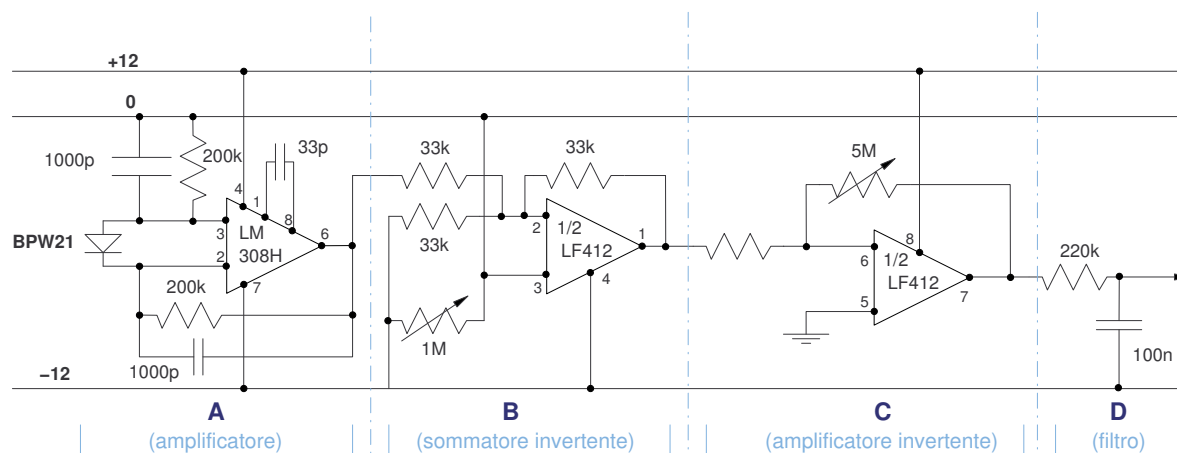 +12
0
1000p
200k
33p
33k
33k
5M
4
1
8
3
2
6
7
BPW21
LM
308H
200k
1000p
33k
2
3
1/2
LF412
1
4
1M
6
5
8
1/2
LF412
7
220k
100n
−12
A
B
C
D
(amplificatore)
(sommatore invertente)
(amplificatore invertente)
(filtro)